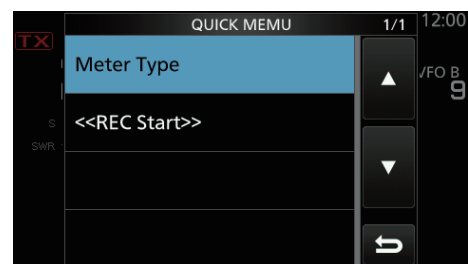 QUICK MEMU 1/1 12:00
TX
Meter Type
VFO B
9
<<REC Start>>
S
SWR